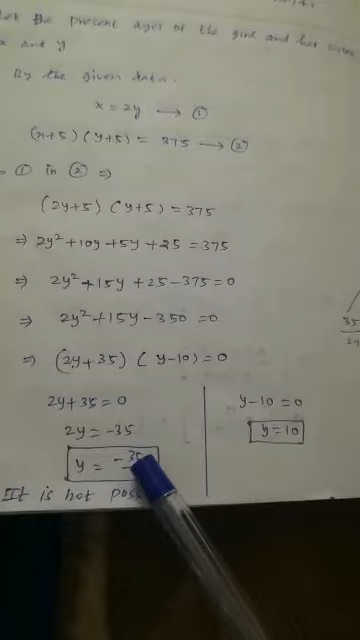 Let the present ages of the girl and her sister
x and y
By the given data.
x = 2y → ①
(x+5) (y+5) = 375 → ②
① in ② ⇒
(2y+5) (y+5) = 375
⇒ 2y² + 10y + 5y + 25 = 375
⇒ 2y² + 15y + 25 - 375 = 0
⇒ 2y² + 15y - 350 = 0
⇒ (2y + 35) ( y - 10) = 0
2y + 35 = 0
2y = -35
y = -35
It is not
y - 10 = 0
y = 10
35